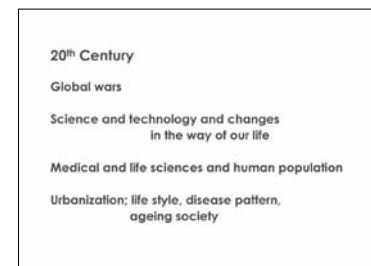 20th Century
Global wars
Science and technology and changes
in the way of our life
Medical and life sciences and human population
Urbanization; life style, disease pattern,
ageing society